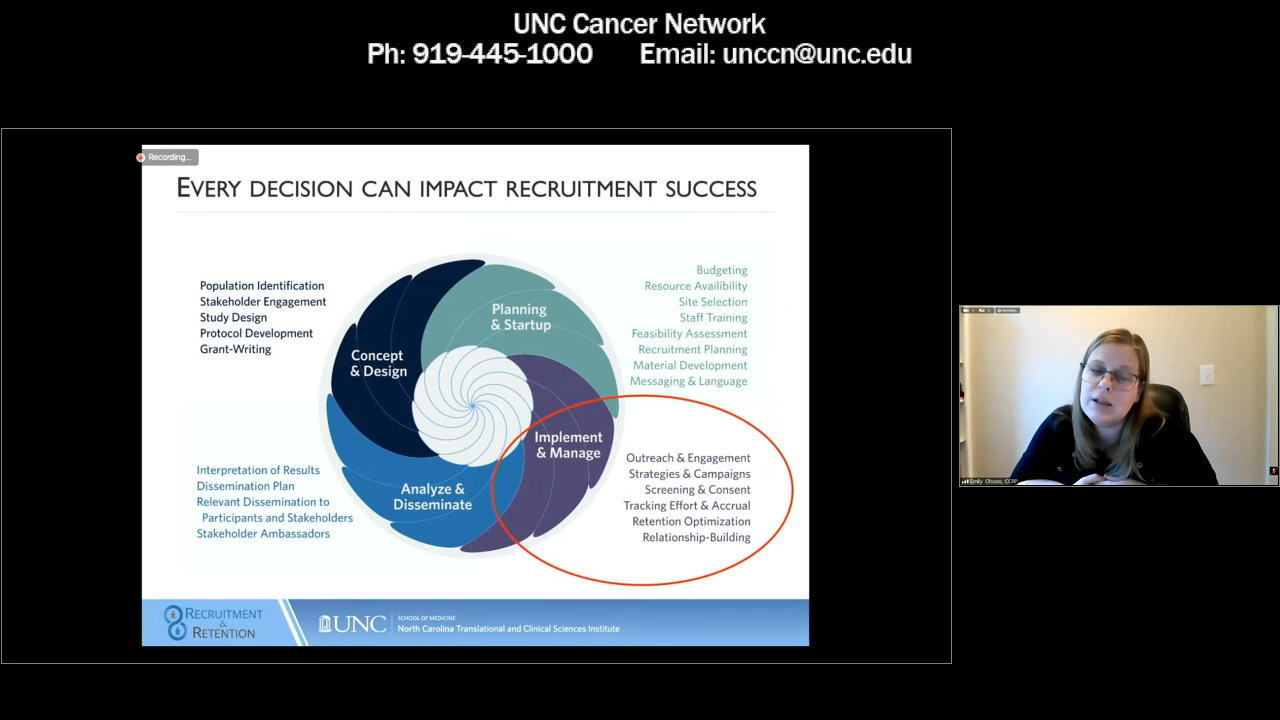 UNC Cancer Network
Ph: 919-445-1000 Email: unccn@unc.edu
Recording...
EVERY DECISION CAN IMPACT RECRUITMENT SUCCESS
Population Identification
Stakeholder Engagement
Study Design
Protocol Development
Grant-Writing
Concept
& Design
Planning
& Startup
Budgeting
Resource Availibility
Site Selection
Staff Training
Feasibility Assessment
Recruitment Planning
Material Development
Messaging & Language
Implement
& Manage
Outreach & Engagement
Strategies & Campaigns
Screening & Consent
Tracking Effort & Accrual
Retention Optimization
Relationship-Building
Analyze &
Disseminate
Interpretation of Results
Dissemination Plan
Relevant Dissemination to
Participants and Stakeholders
Stakeholder Ambassadors
RECRUITMENT
&
RETENTION
UNC
SCHOOL OF MEDICINE
North Carolina Translational and Clinical Sciences Institute
Recording...
Emily Olsson, CCRP